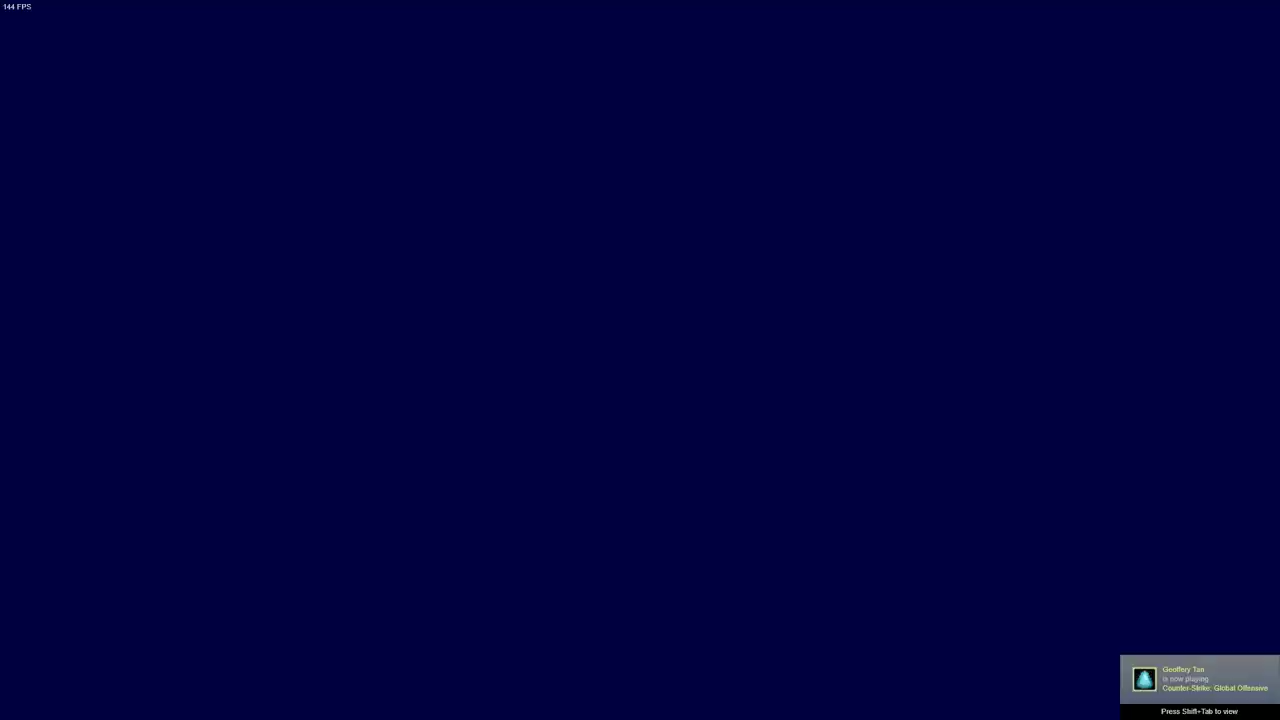 144 FPS
Geoffery Tan
is now playing
Counter-Strike: Global Offensive
Press Shift+Tab to view